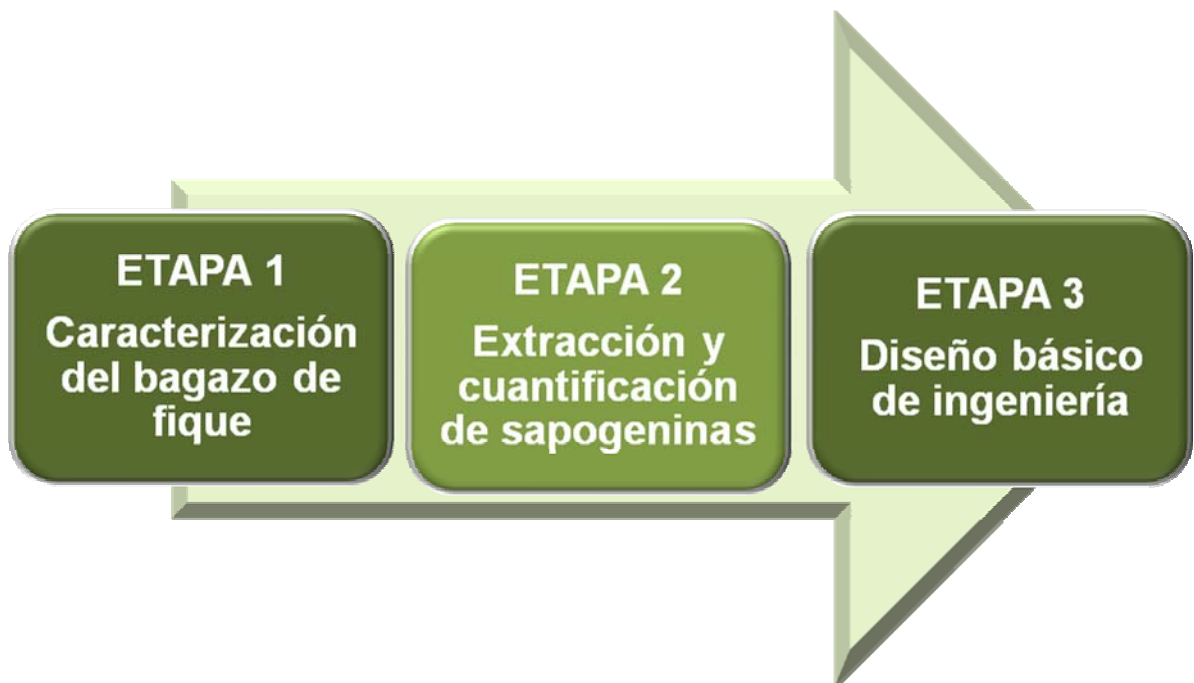 ETAPA 1
Caracterización
del bagazo de
fique
ETAPA 2
Extracción y
cuantificación
de sapogeninas
ETAPA 3
Diseño básico
de ingeniería